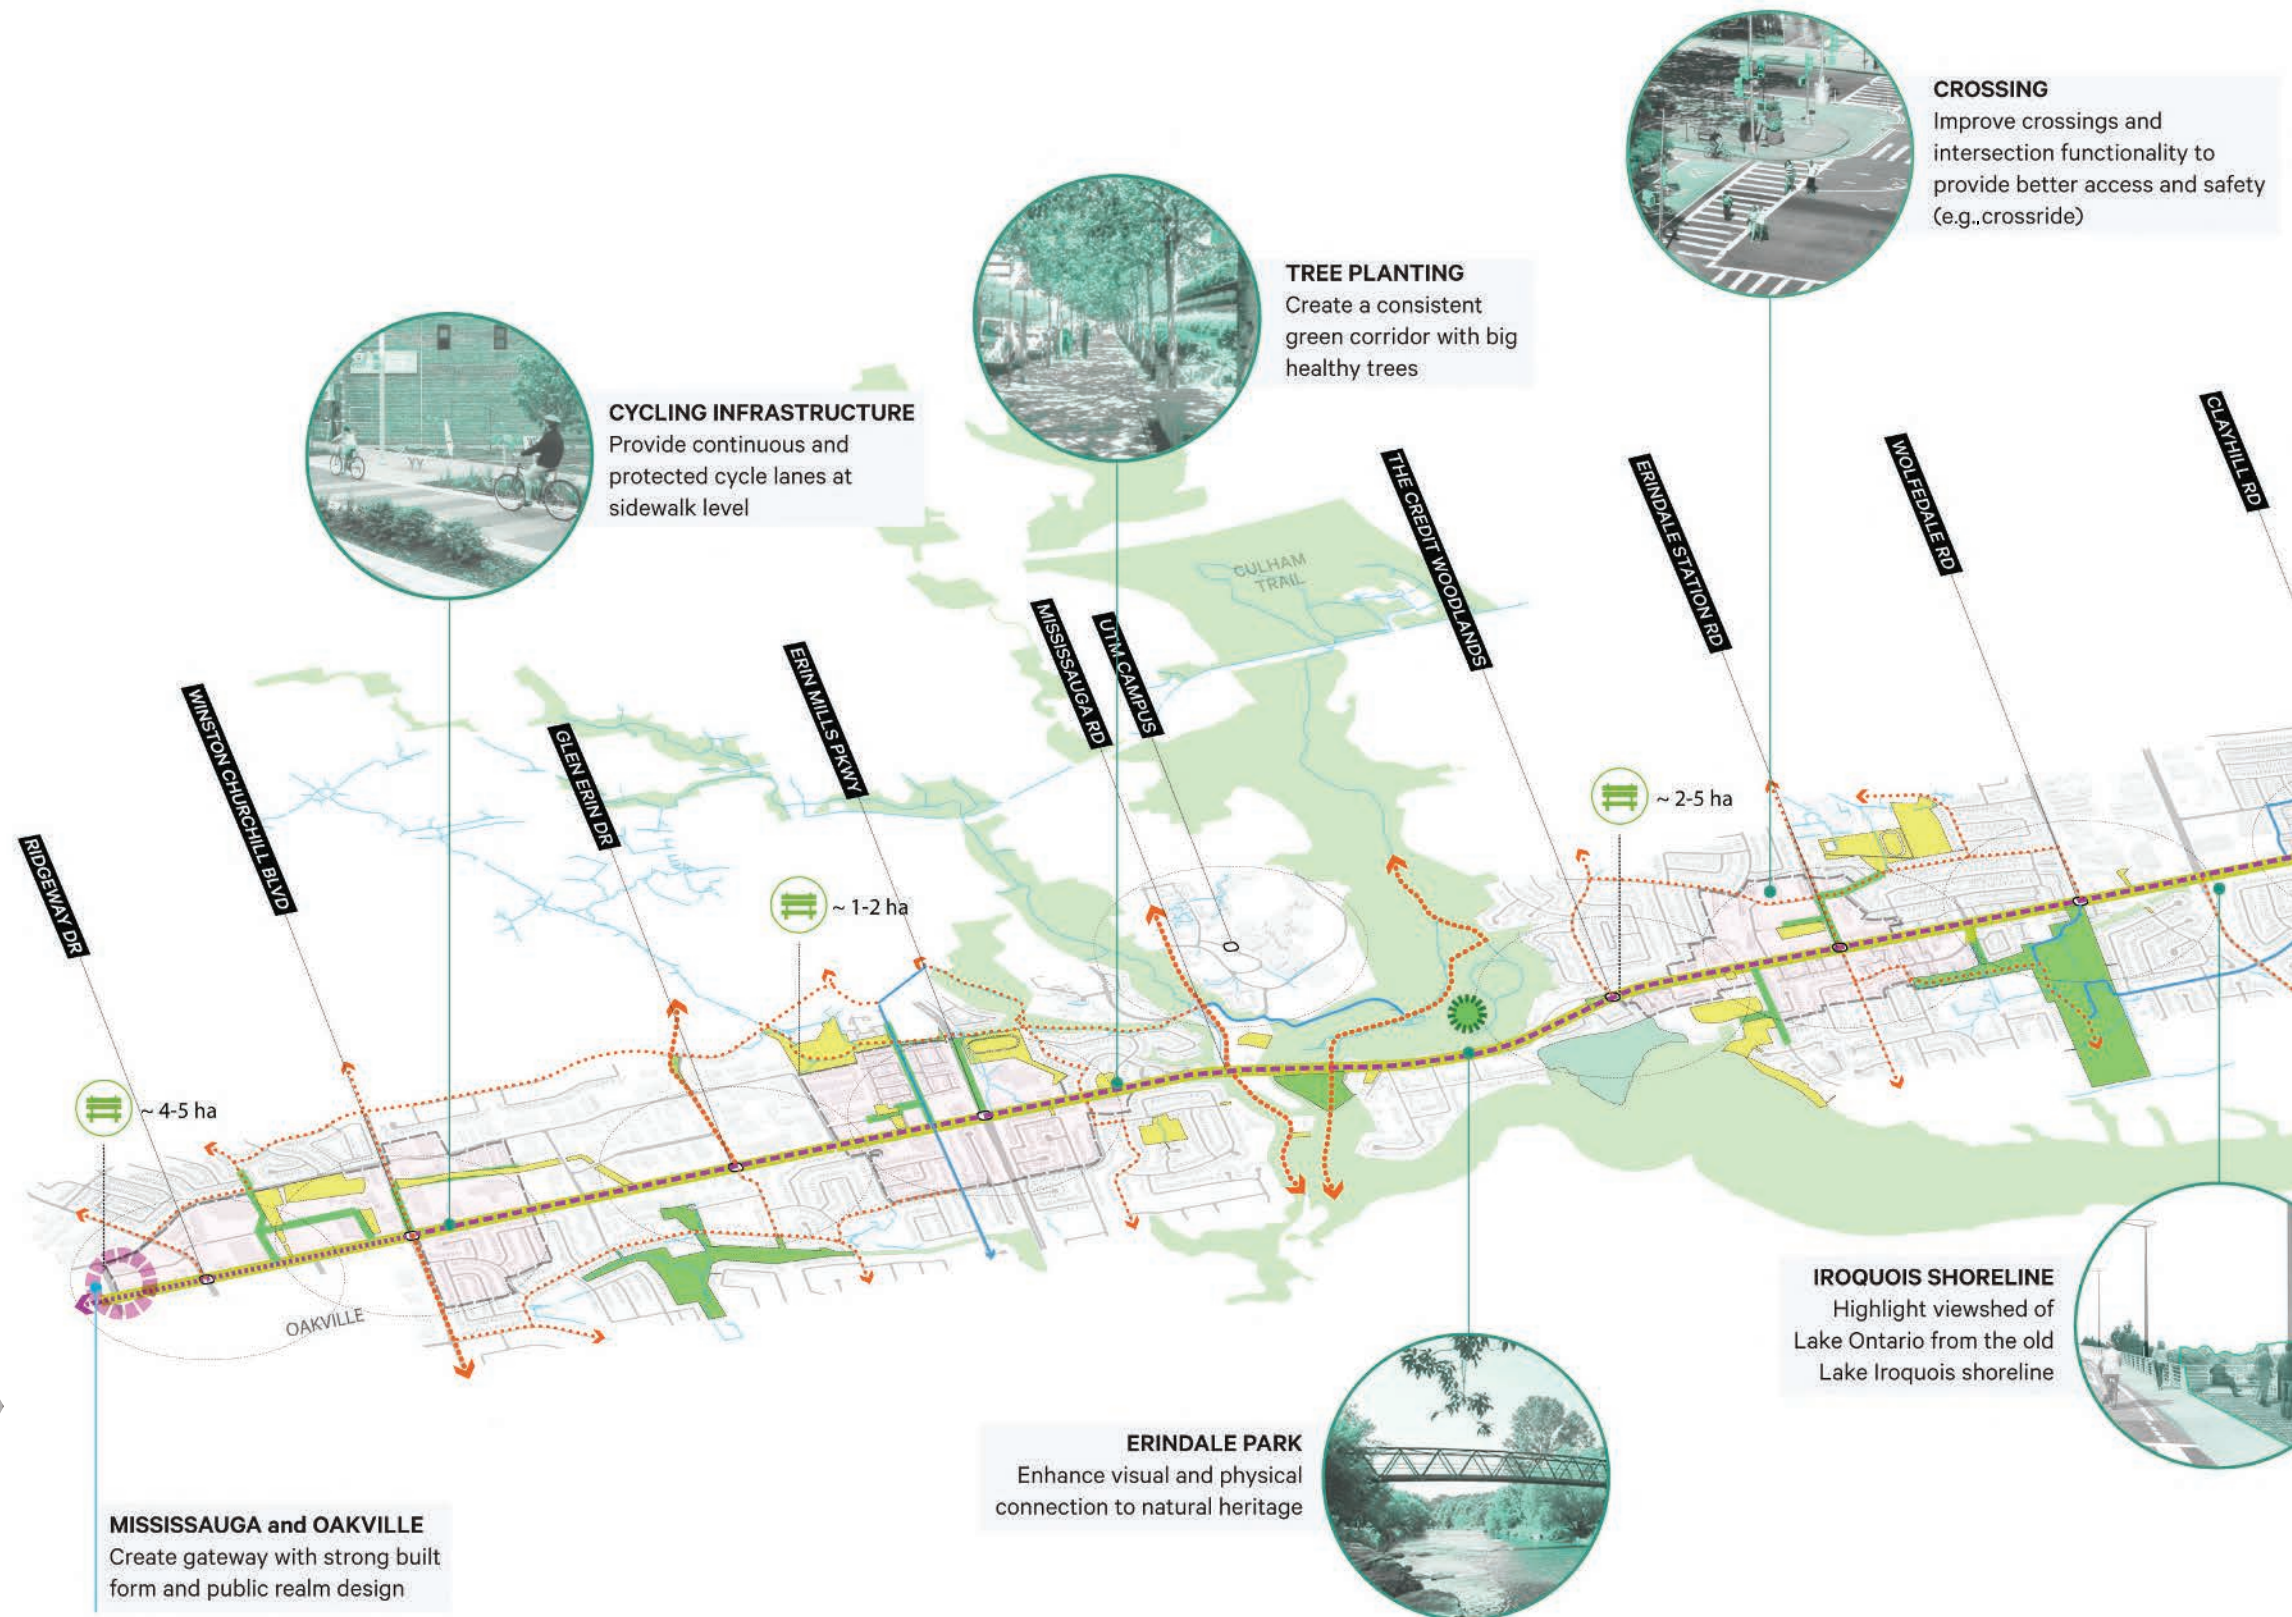 CROSSING
Improve crossings and
intersection functionality to
provide better access and safety
(e.g.,crossride)
TREE PLANTING
Create a consistent
green corridor with big
healthy trees
CYCLING INFRASTRUCTURE
Provide continuous and
protected cycle lanes at
sidewalk level
CULHAM
TRAIL
RIDGEWAY DR
WINSTON CHURCHILL BLVD
GLEN ERIN DR
ERIN MILLS PKWY
MISSISSAUGA RD
UTM CAMPUS
THE CREDIT WOODLANDS
ERINDALE STATION RD
WOLFEDALE RD
CLAYHILL RD
~ 2-5 ha
~ 1-2 ha
~ 4-5 ha
OAKVILLE
IROQUOIS SHORELINE
Highlight viewshed of
Lake Ontario from the old
Lake Iroquois shoreline
ERINDALE PARK
Enhance visual and physical
connection to natural heritage
MISSISSAUGA and OAKVILLE
Create gateway with strong built
form and public realm design